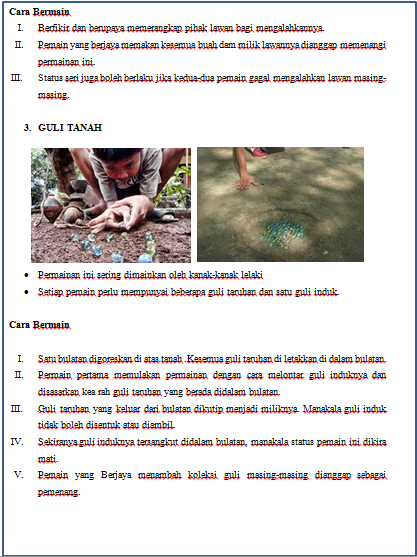 Cara Bermain
I. Berfikir dan berupaya memerangkap pihak lawan bagi mengalahkannya.
II. Pemain yang berjaya memakan kesemua buah dam milik lawannya dianggap memenangi
permainan ini.
III. Status seri juga boleh berlaku jika kedua-dua pemain gagal mengalahkan lawan masing-
masing.
3. GULI TANAH
• Permainan ini sering dimainkan oleh kanak-kanak lelaki
• Setiap pemain perlu mempunyai beberapa guli taruhan dan satu guli induk.
Cara Bermain
I. Satu bulatan digoreskan di atas tanah. Kesemua guli taruhan di letakkan di dalam bulatan.
II. Permain pertama memulakan permainan dengan cara melontar guli induknya dan
disasarkan kea rah guli taruhan yang berada didalam bulatan.
III. Guli taruhan yang keluar dari bulatan dikutip menjadi miliknya. Manakala guli induk
tidak boleh disentuh atau diambil.
IV. Sekiranya guli induknya tersangkut didalam bulatan, manakala status pemain ini dikira
mati.
V. Pemain yang Berjaya menambah koleksi guli masing-masing dianggap sebagai
pemenang.